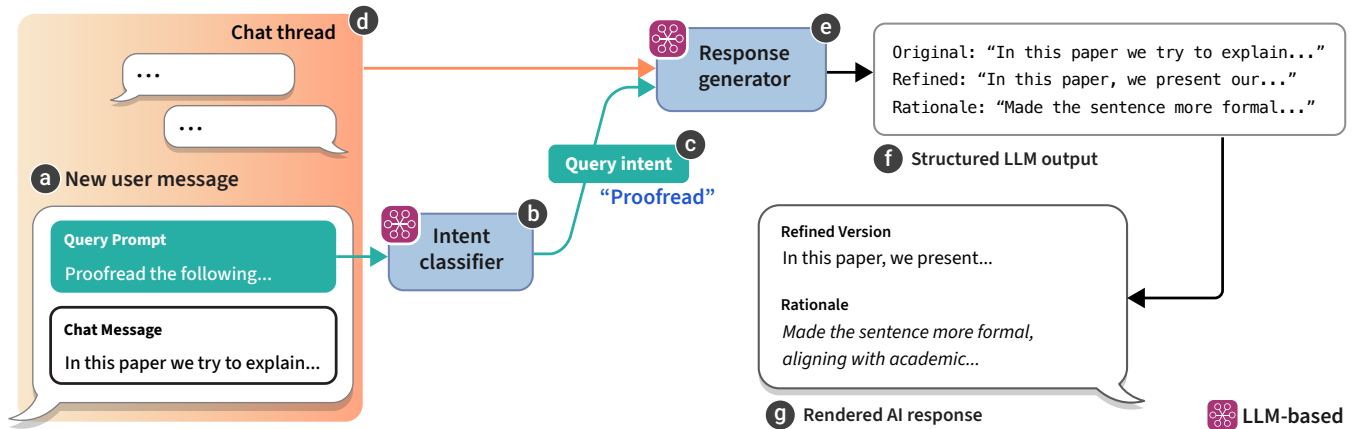 Chat thread
d
...
...
a New user message
Query Prompt
Proofread the following...
Chat Message
In this paper we try to explain...
b
Intent
classifier
c
Query intent
“Proofread”
e
Response
generator
Original: “In this paper we try to explain...”
Refined: “In this paper, we present our...”
Rationale: “Made the sentence more formal...”
f Structured LLM output
Refined Version
In this paper, we present...
Rationale
Made the sentence more formal,
aligning with academic...
g Rendered AI response
LLM-based